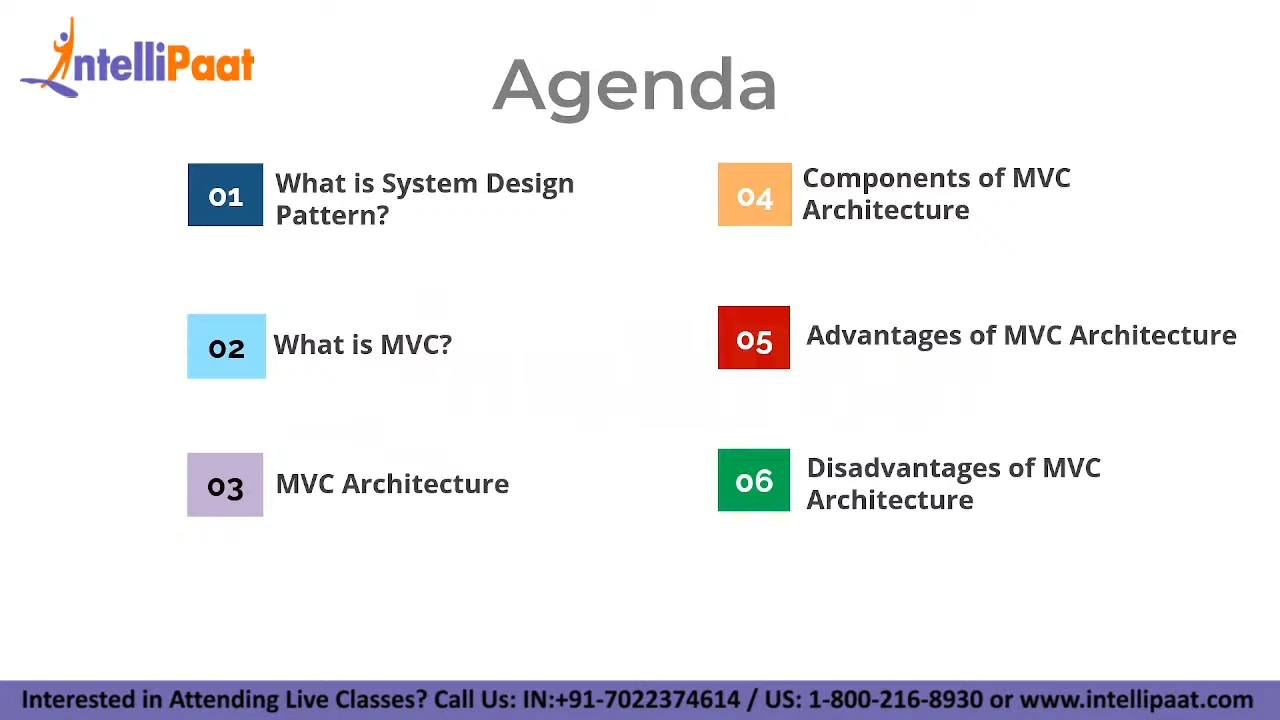 IntelliPaat
Agenda
01
What is System Design
Pattern?
02
What is MVC?
03
MVC Architecture
04
Components of MVC
Architecture
05
Advantages of MVC Architecture
06
Disadvantages of MVC
Architecture
Interested in Attending Live Classes? Call Us: IN:+91-7022374614 / US: 1-800-216-8930 or www.intellipaat.com